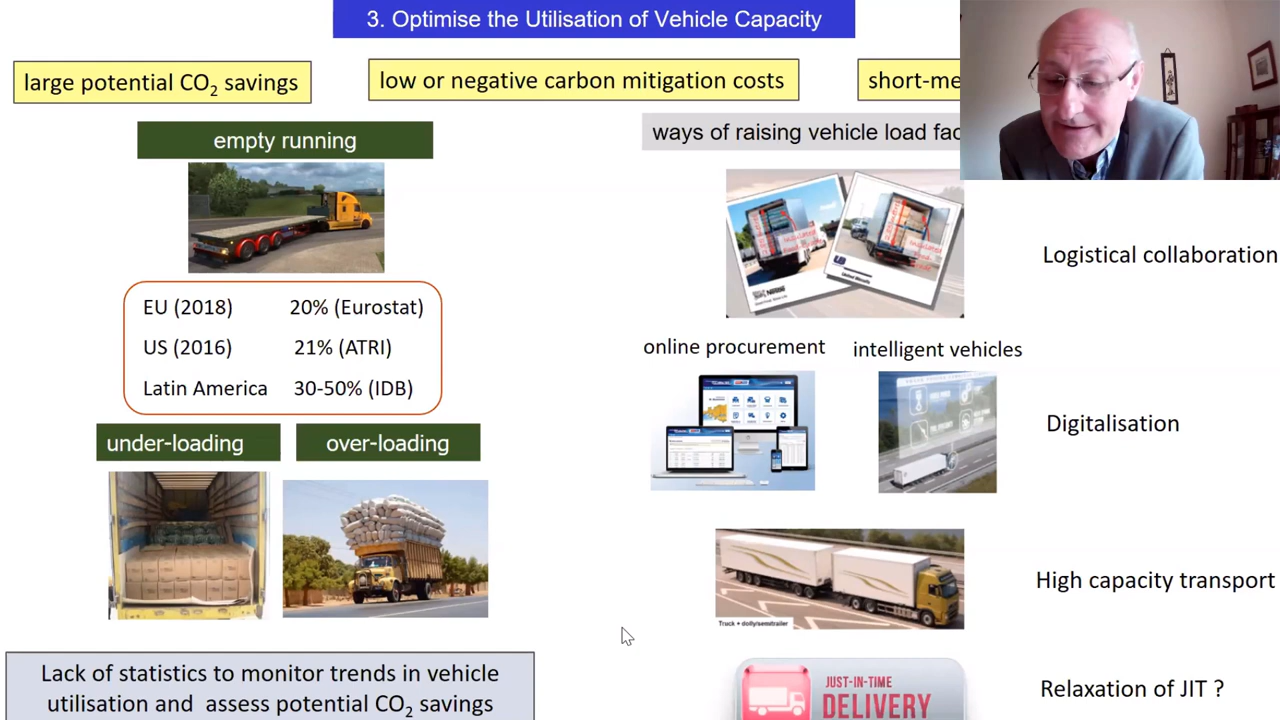 3. Optimise the Utilisation of Vehicle Capacity
large potential CO₂ savings
low or negative carbon mitigation costs
short-me
empty running
ways of raising vehicle load fac
EU (2018) 20% (Eurostat)
US (2016) 21% (ATRI)
Latin America 30-50% (IDB)
Logistical collaboration
online procurement
intelligent vehicles
Digitalisation
under-loading
over-loading
High capacity transport
Truck + dolly/semitrailer
Lack of statistics to monitor trends in vehicle
utilisation and assess potential CO₂ savings
JUST-IN-TIME
DELIVERY
Relaxation of JIT ?